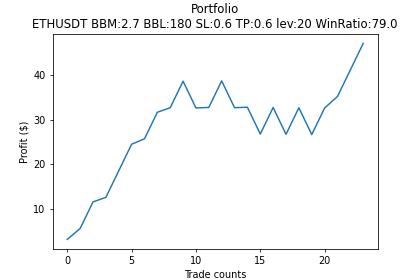 Portfolio
ETHUSDT BBM:2.7 BBL:180 SL:0.6 TP:0.6 lev:20 WinRatio:79.0
40
30
20
10
Profit ($)
0 5 10 15 20
Trade counts